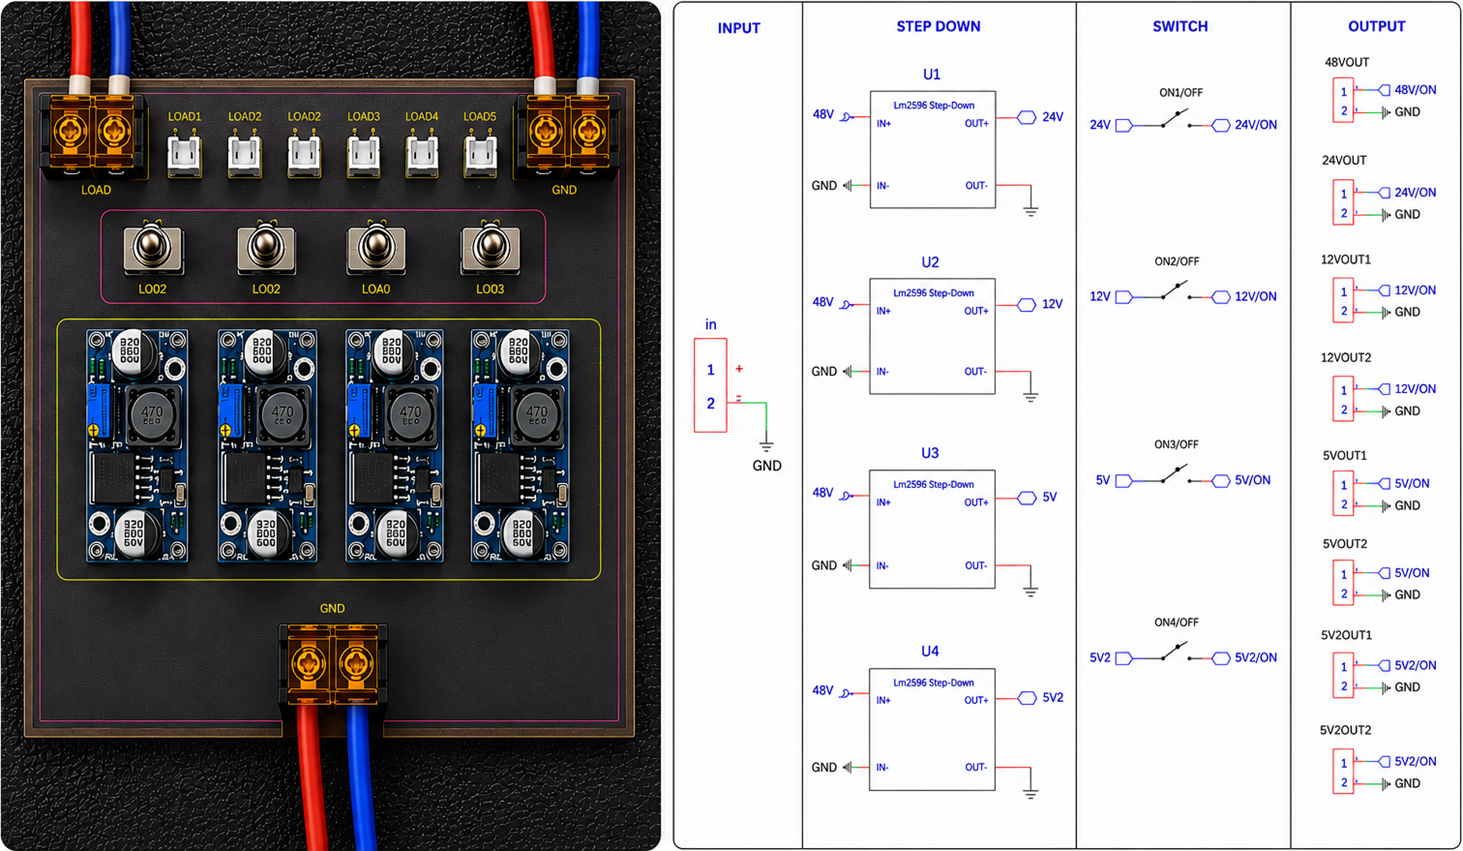 LOAD1
LOAD2
LOAD2
LOAD3
LOAD4
LOAD5
LOAD
GND
LO02
LO02
LOA0
LO03
470
470
470
470
GND
INPUT
in
1 +
2 =
GND
STEP DOWN
U1
Lm2596 Step-Down
48V IN+ OUT+ 24V
GND IN- OUT-
U2
Lm2596 Step-Down
48V IN+ OUT+ 12V
GND IN- OUT-
U3
Lm2596 Step-Down
48V IN+ OUT+ 5V
GND IN- OUT-
U4
Lm2596 Step-Down
48V IN+ OUT+ 5V2
GND IN- OUT-
SWITCH
ON1/OFF
24V 24V/ON
ON2/OFF
12V 12V/ON
ON3/OFF
5V 5V/ON
ON4/OFF
5V2 5V2/ON
OUTPUT
48VOUT
1 48V/ON
2 GND
24VOUT
1 24V/ON
2 GND
12VOUT1
1 12V/ON
2 GND
12VOUT2
1 12V/ON
2 GND
5VOUT1
1 5V/ON
2 GND
5VOUT2
1 5V/ON
2 GND
5V2OUT1
1 5V2/ON
2 GND
5V2OUT2
1 5V2/ON
2 GND